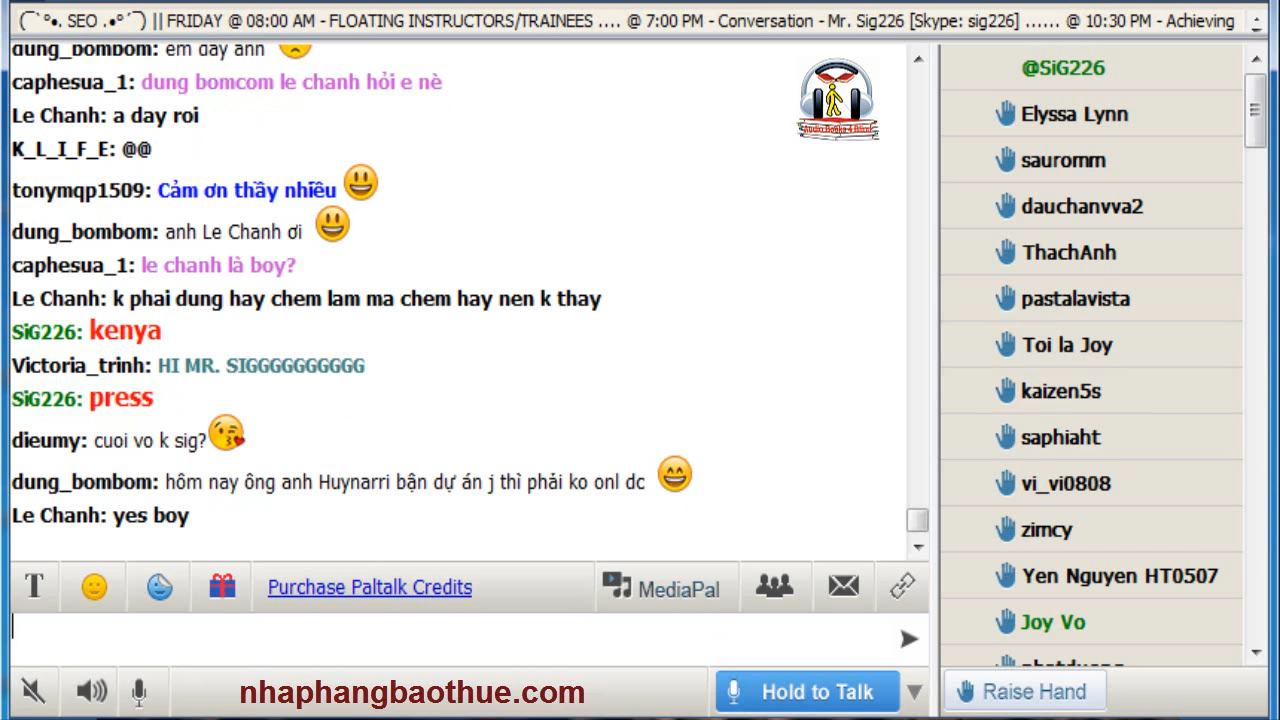 (¯`°•. SEO .•°´¯) || FRIDAY @ 08:00 AM - FLOATING INSTRUCTORS/TRAINEES .... @ 7:00 PM - Conversation - Mr. Sig226 [Skype: sig226] ...... @ 10:30 PM - Achieving
dung_bombom: em day anh
caphesua_1: dung bomcom le chanh hỏi e nè
Le Chanh: a day roi
K_L_I_F_E: @@
tonymqp1509: Cảm ơn thầy nhiều
dung_bombom: anh Le Chanh ơi
caphesua_1: le chanh là boy?
Le Chanh: k phai dung hay chem lam ma chem hay nen k thay
SiG226: kenya
Victoria_trinh: HI MR. SIGGGGGGGGGG
SiG226: press
dieumy: cuoi vo k sig?
dung_bombom: hôm nay ông anh Huynarri bận dự án j thì phải ko onl dc
Le Chanh: yes boy
Audio Books 4 Blind
T
Purchase Paltalk Credits
MediaPal
nhaphangbaothue.com
Hold to Talk
@SiG226
Elyssa Lynn
sauromm
dauchanvva2
ThachAnh
pastalavista
Toi la Joy
kaizen5s
saphiaht
vi_vi0808
zimcy
Yen Nguyen HT0507
Joy Vo
Raise Hand